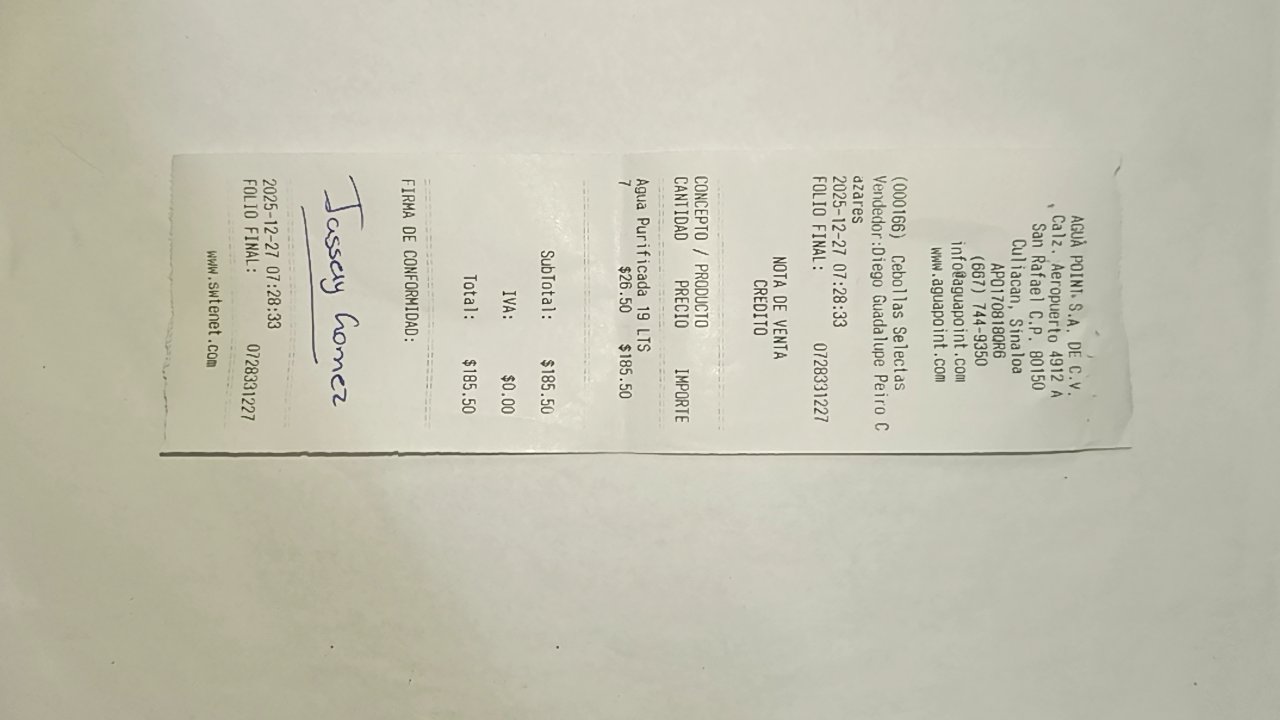 AGUA POINT S.A. DE C.V.
Calz. Aeropuerto 4912 A
San Rafael C.P. 80150
Culiacan, Sinaloa
APO170818QR6
(667) 744-9350
info@aguapoint.com
www.aguapoint.com
(000166) Cebollas Selectas
Vendedor:Diego Guadalupe Peiro C
azares
2025-12-27 07:28:33
FOLIO FINAL: 0728331227
NOTA DE VENTA
CREDITO
CONCEPTO / PRODUCTO
CANTIDAD PRECIO IMPORTE
Agua Purificada 19 LTS
7 $26.50 $185.50
SubTotal: $185.50
IVA: $0.00
Total: $185.50
FIRMA DE CONFORMIDAD:
Jassely Gomez
2025-12-27 07:28:33
FOLIO FINAL: 0728331227
www.swtenet.com